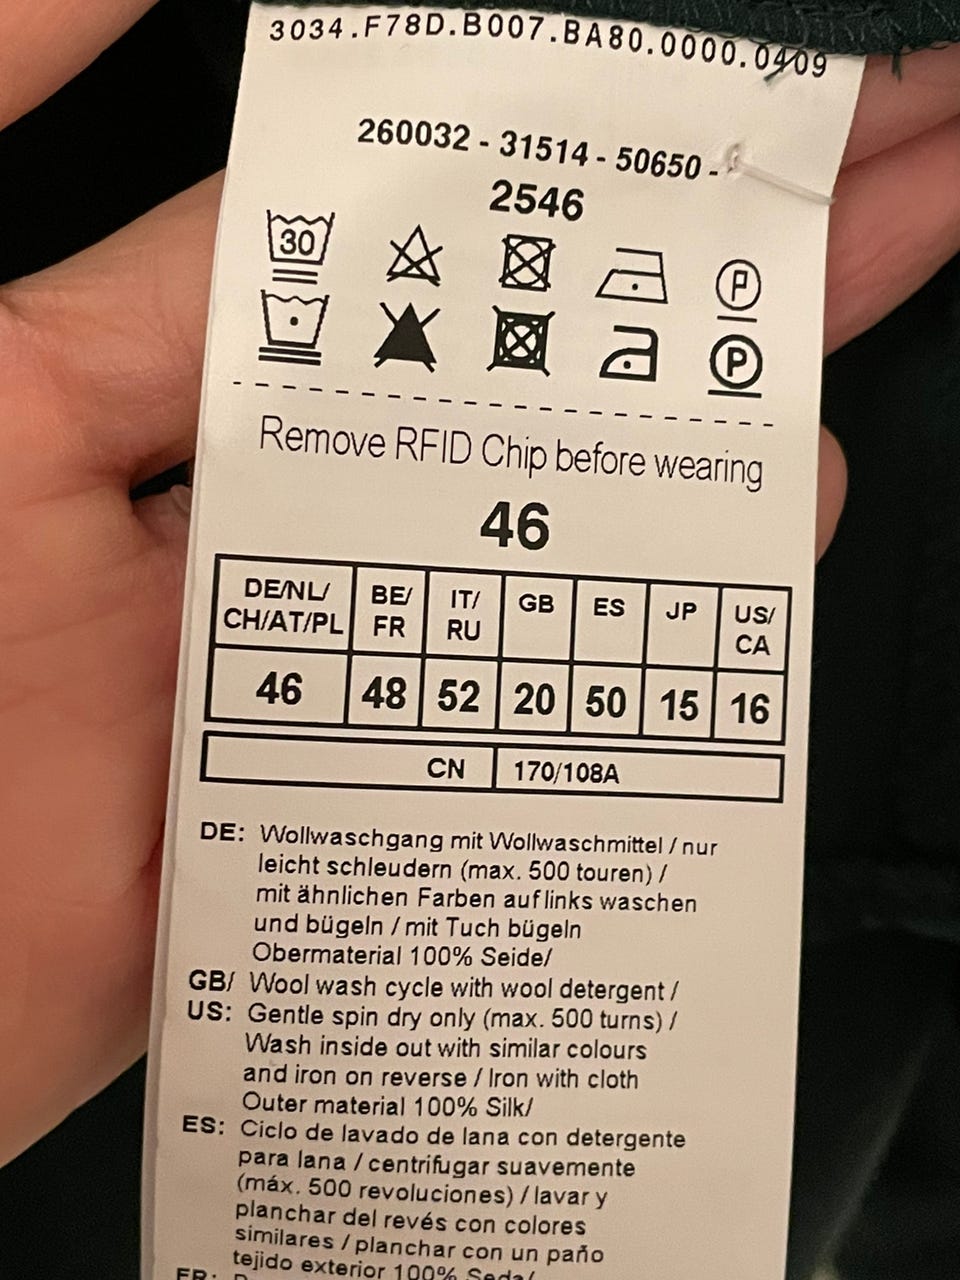 3034.F78D.B007.BA80.0000.0409
260032 - 31514 - 50650 -
2546
30
P
P
Remove RFID Chip before wearing
46
DE/NL/CH/AT/PL BE/FR IT/RU GB ES JP US/CA
46 48 52 20 50 15 16
CN 170/108A
DE: Wollwaschgang mit Wollwaschmittel / nur
leicht schleudern (max. 500 touren) /
mit ähnlichen Farben auf links waschen
und bügeln / mit Tuch bügeln
Obermaterial 100% Seide/
GB/ Wool wash cycle with wool detergent /
US: Gentle spin dry only (max. 500 turns) /
Wash inside out with similar colours
and iron on reverse / Iron with cloth
Outer material 100% Silk/
ES: Ciclo de lavado de lana con detergente
para lana / centrifugar suavemente
(máx. 500 revoluciones) / lavar y
planchar del revés con colores
similares / planchar con un paño
tejido exterior 100% Seda/
FR: